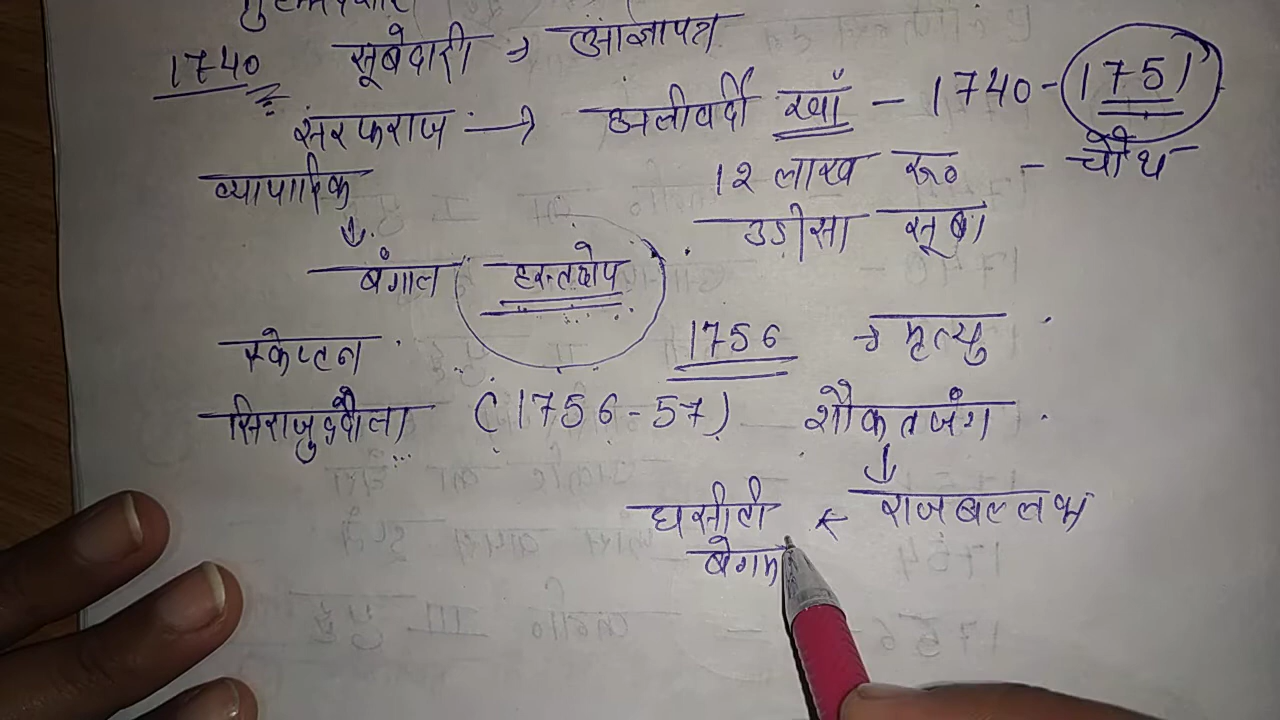 1740 सूबेदारी → आज्ञापत्र
सरफराज → अलीवर्दी खाँ - 1740 - 1751
व्यापारिक 12 लाख रू० - चौथ
↓ उड़ीसा सूबा
बंगाल हस्तक्षेप
1756 → मृत्यु
सिराजुद्दौला (1756-57) शौकतजंग
↓
घसीटी ← राजबल्लभ
बेगम